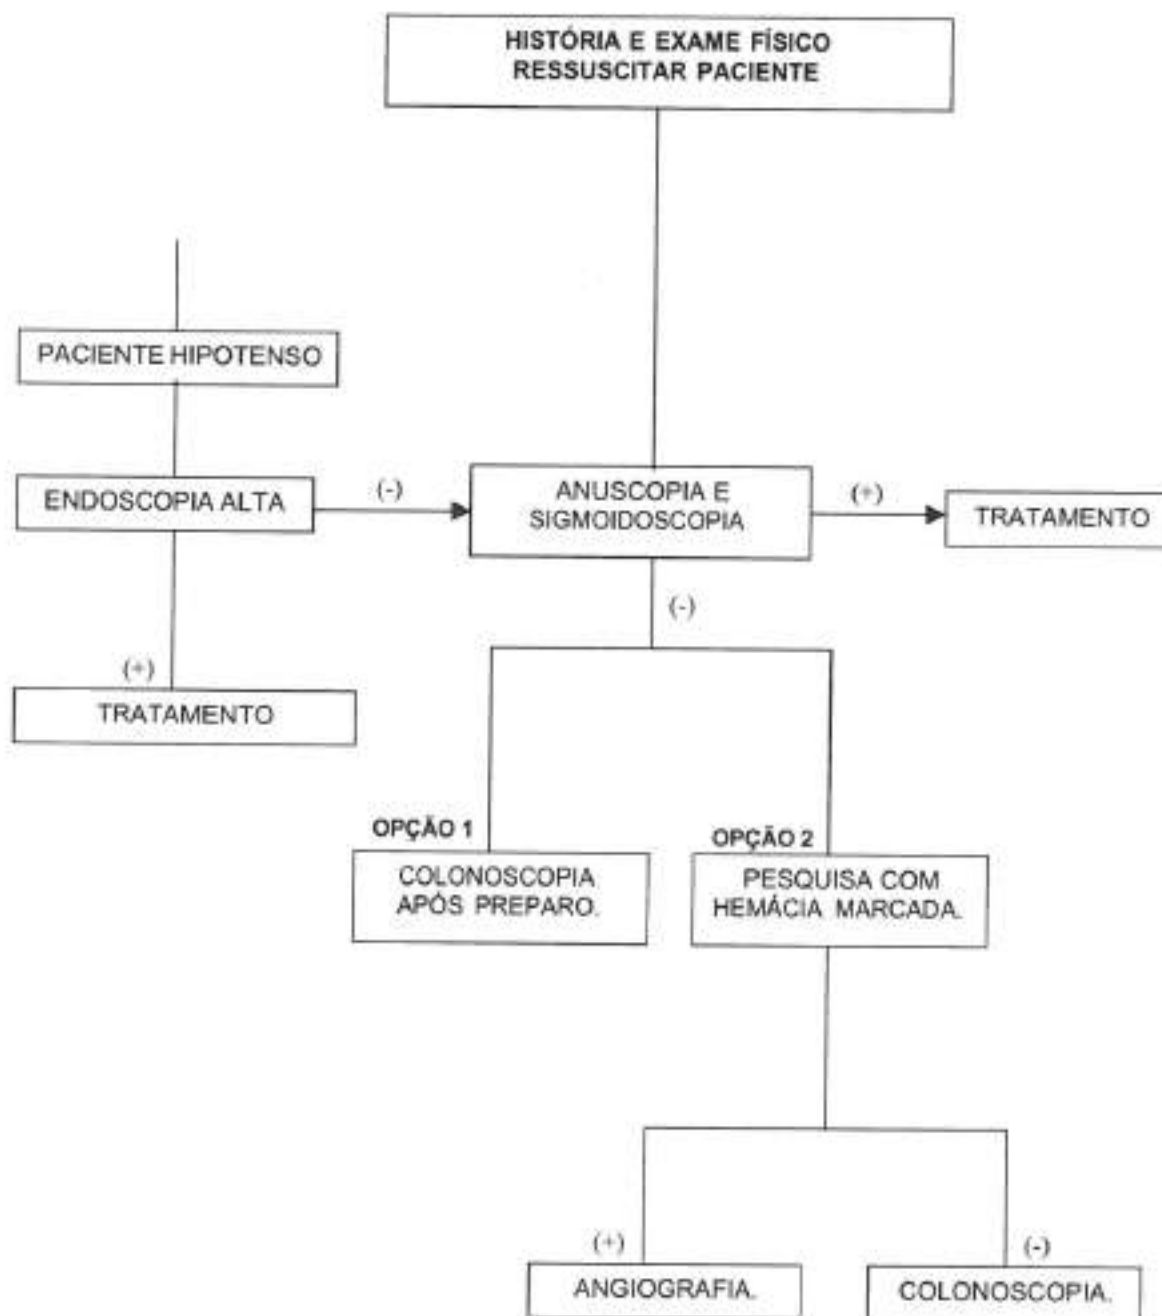 HISTÓRIA E EXAME FÍSICO
RESSUSCITAR PACIENTE
PACIENTE HIPOTENSO
ENDOSCOPIA ALTA
(-)
ANUSCOPIA E
SIGMOIDOSCOPIA
(+)
TRATAMENTO
(-)
(+)
TRATAMENTO
OPÇÃO 1
COLONOSCOPIA
APÓS PREPARO.
OPÇÃO 2
PESQUISA COM
HEMÁCIA MARCADA.
(+)
ANGIOGRAFIA.
(-)
COLONOSCOPIA.